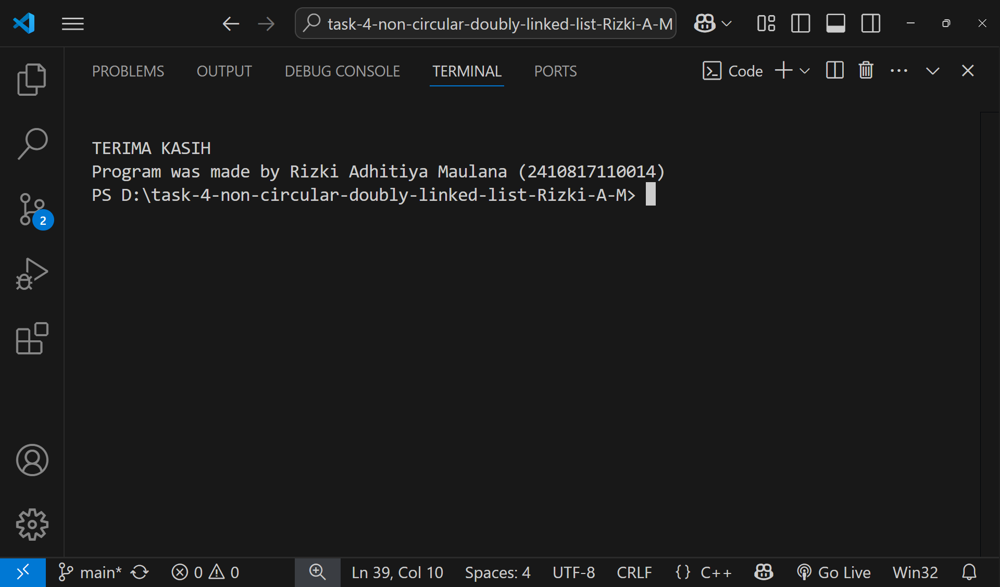 task-4-non-circular-doubly-linked-list-Rizki-A-M
PROBLEMS OUTPUT DEBUG CONSOLE TERMINAL PORTS Code
TERIMA KASIH
Program was made by Rizki Adhitiya Maulana (2410817110014)
PS D:\task-4-non-circular-doubly-linked-list-Rizki-A-M>
2
main* 0 0 Ln 39, Col 10 Spaces: 4 UTF-8 CRLF {} C++ Go Live Win32